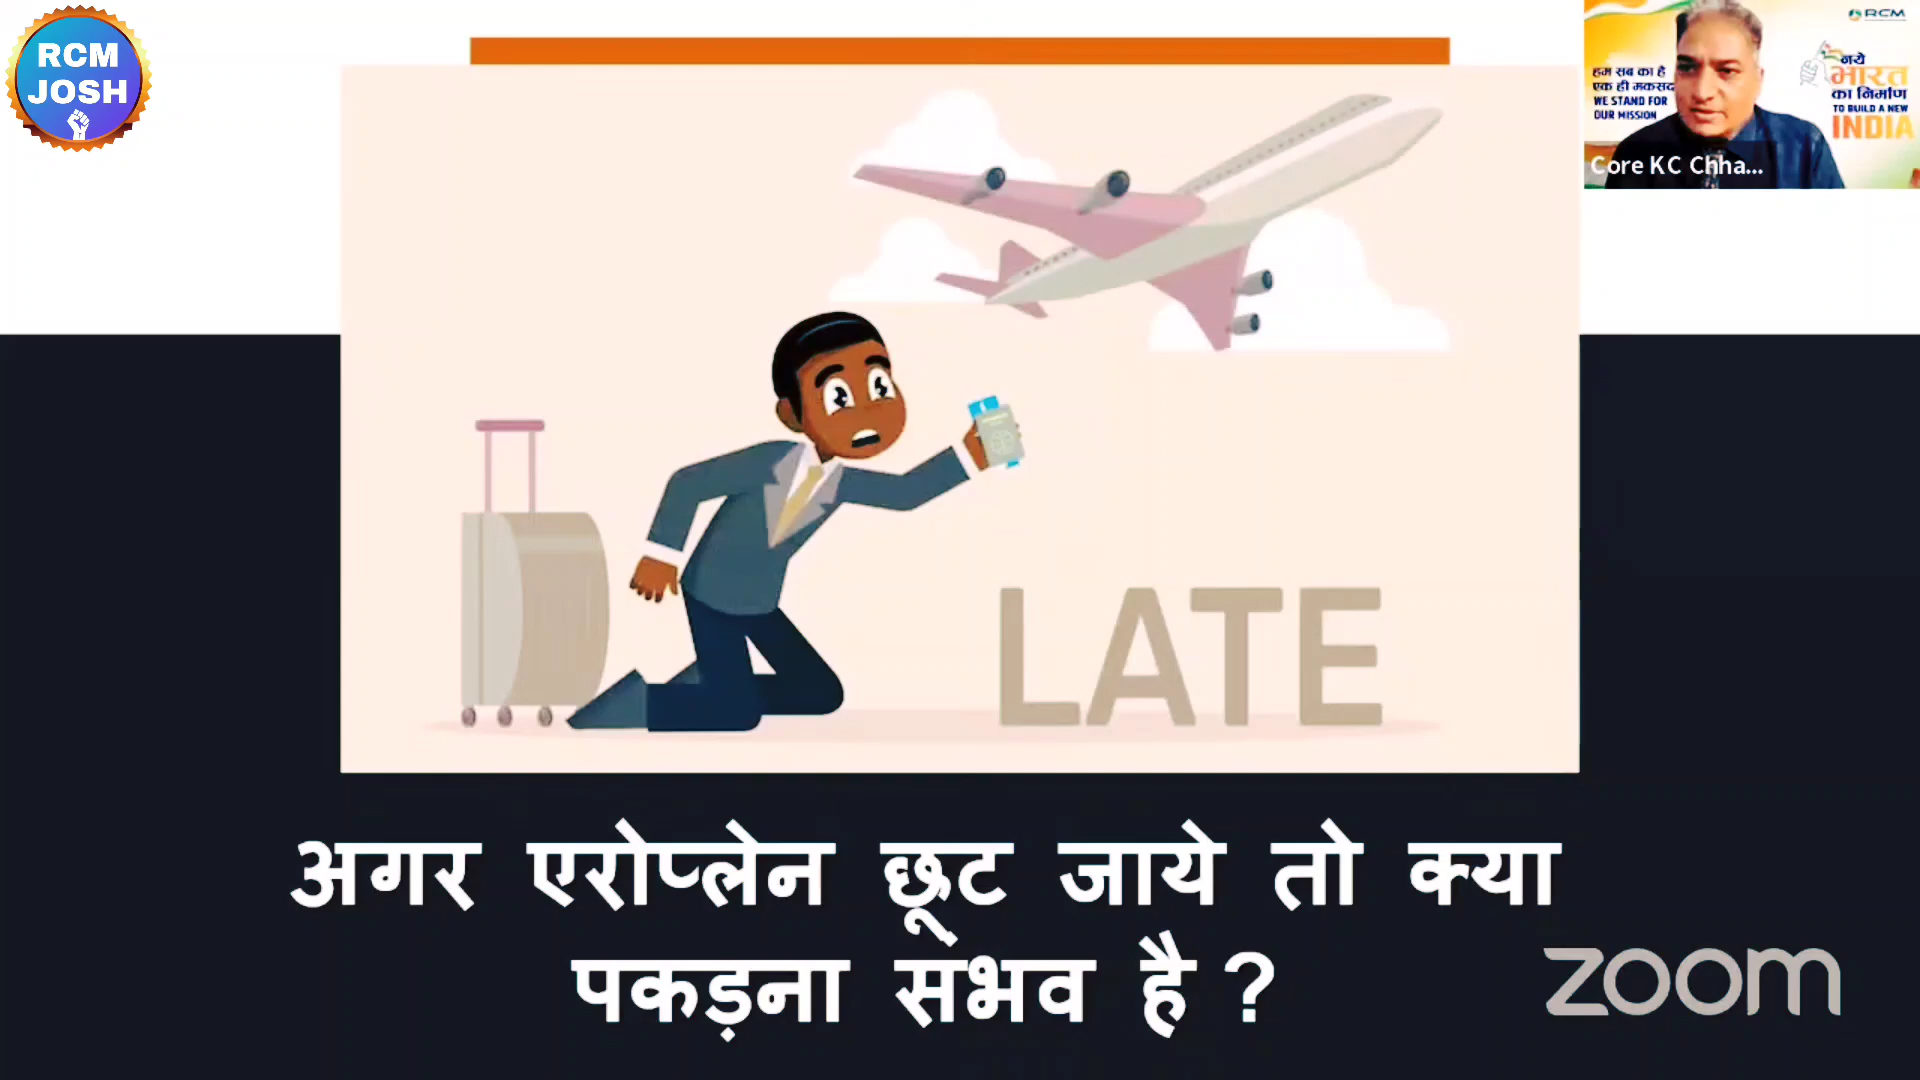 RCM
JOSH
RCM
हम सब का है
एक ही मकसद
WE STAND FOR
OUR MISSION
नये
भारत
का निर्माण
TO BUILD A NEW
INDIA
Core KC Chha...
LATE
अगर एरोप्लेन छूट जाये तो क्या
पकड़ना संभव है ?
zoom